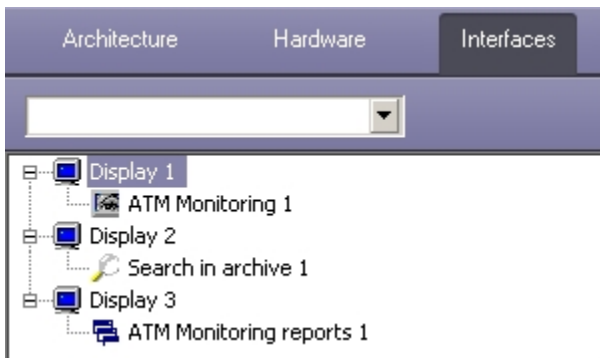 Architecture Hardware Interfaces
Display 1
ATM Monitoring 1
Display 2
Search in archive 1
Display 3
ATM Monitoring reports 1